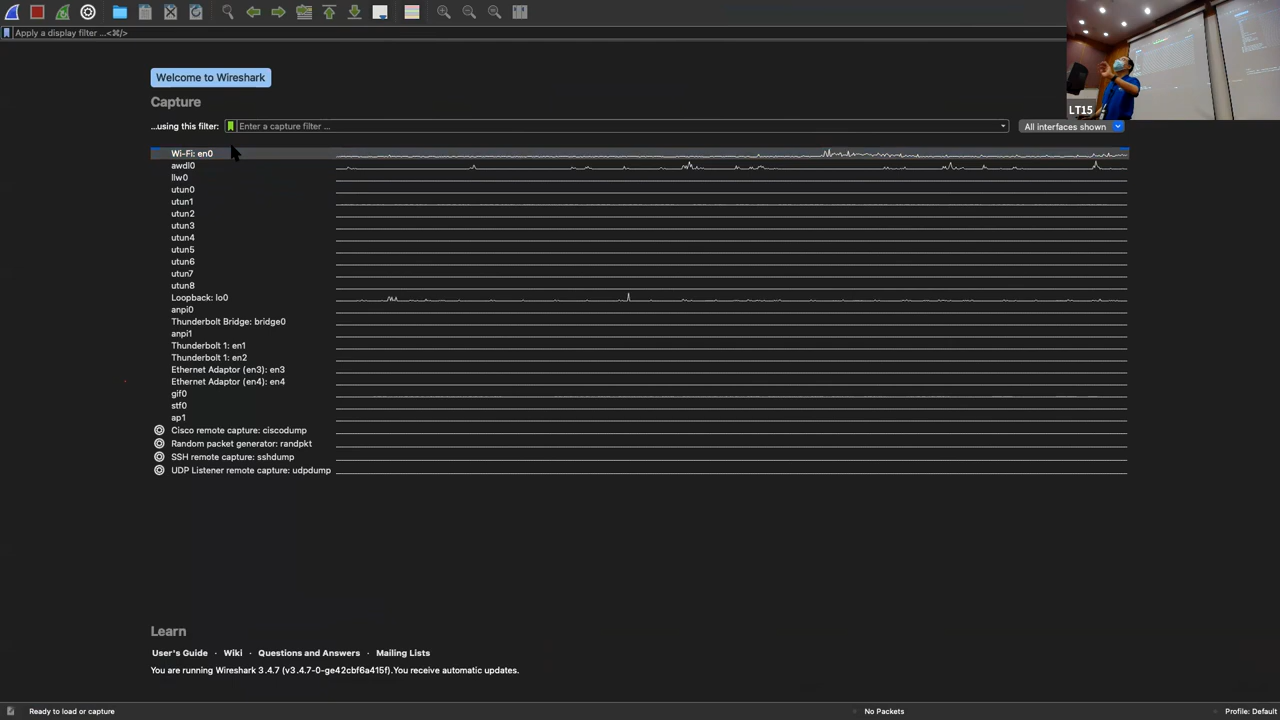 Apply a display filter ...<⌘/>
LT15
Welcome to Wireshark
Capture
...using this filter:
Enter a capture filter ...
All interfaces shown
Wi-Fi: en0
awdl0
llw0
utun0
utun1
utun2
utun3
utun4
utun5
utun6
utun7
utun8
Loopback: lo0
anpi0
Thunderbolt Bridge: bridge0
anpi1
Thunderbolt 1: en1
Thunderbolt 1: en2
Ethernet Adaptor (en3): en3
Ethernet Adaptor (en4): en4
gif0
stf0
ap1
Cisco remote capture: ciscodump
Random packet generator: randpkt
SSH remote capture: sshdump
UDP Listener remote capture: udpdump
Learn
User's Guide · Wiki · Questions and Answers · Mailing Lists
You are running Wireshark 3.4.7 (v3.4.7-0-ge42cbf6a415f).You receive automatic updates.
Ready to load or capture
No Packets
Profile: Default